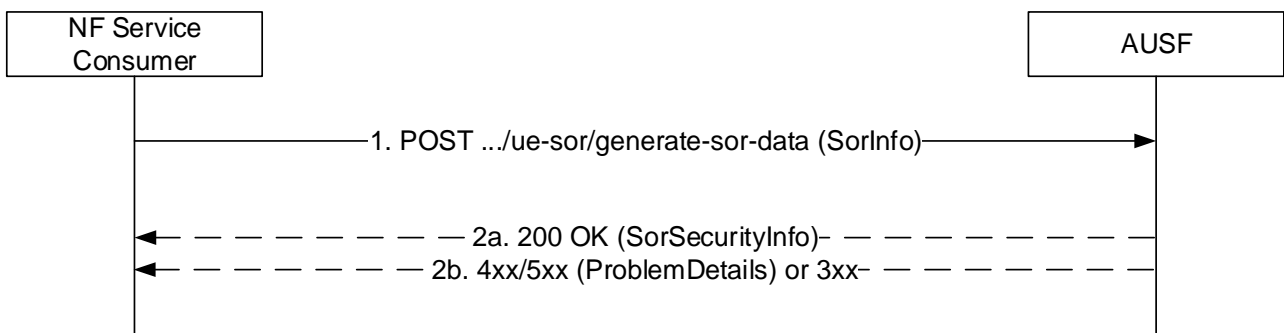 NF Service
Consumer
AUSF
1. POST .../ue-sor/generate-sor-data (SorInfo)
2a. 200 OK (SorSecurityInfo)
2b. 4xx/5xx (ProblemDetails) or 3xx